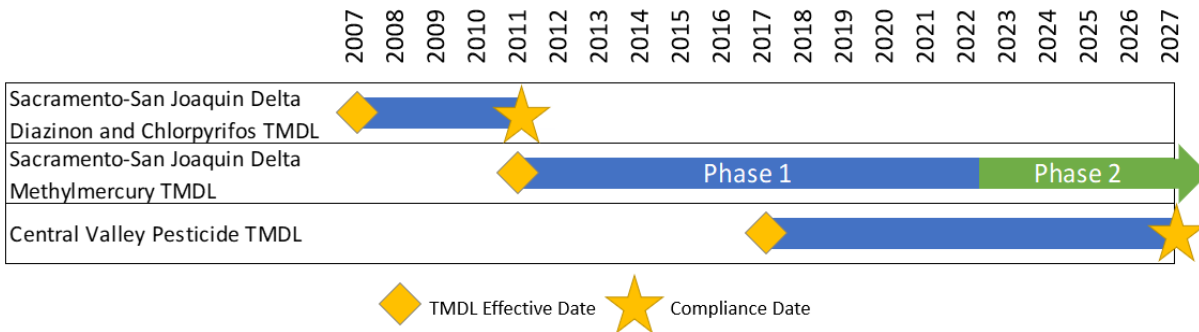 2007 2008 2009 2010 2011 2012 2013 2014 2015 2016 2017 2018 2019 2020 2021 2022 2023 2024 2025 2026 2027
Sacramento-San Joaquin Delta
Diazinon and Chlorpyrifos TMDL
Sacramento-San Joaquin Delta
Methylmercury TMDL
Phase 1 Phase 2
Central Valley Pesticide TMDL
TMDL Effective Date Compliance Date